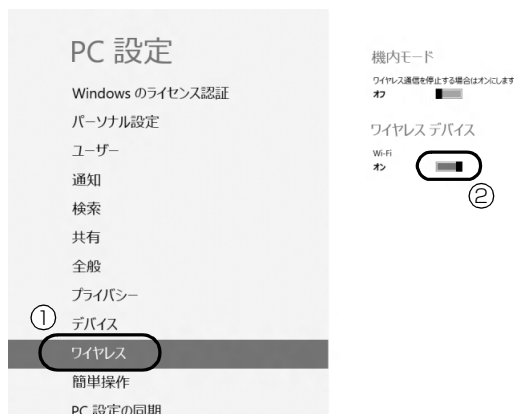 PC 設定
Windows のライセンス認証
パーソナル設定
ユーザー
通知
検索
共有
全般
プライバシー
① デバイス
ワイヤレス
簡単操作
PC 設定の同期
機内モード
ワイヤレス通信を停止する場合はオンにします
オフ
ワイヤレス デバイス
Wi-Fi
オン
②